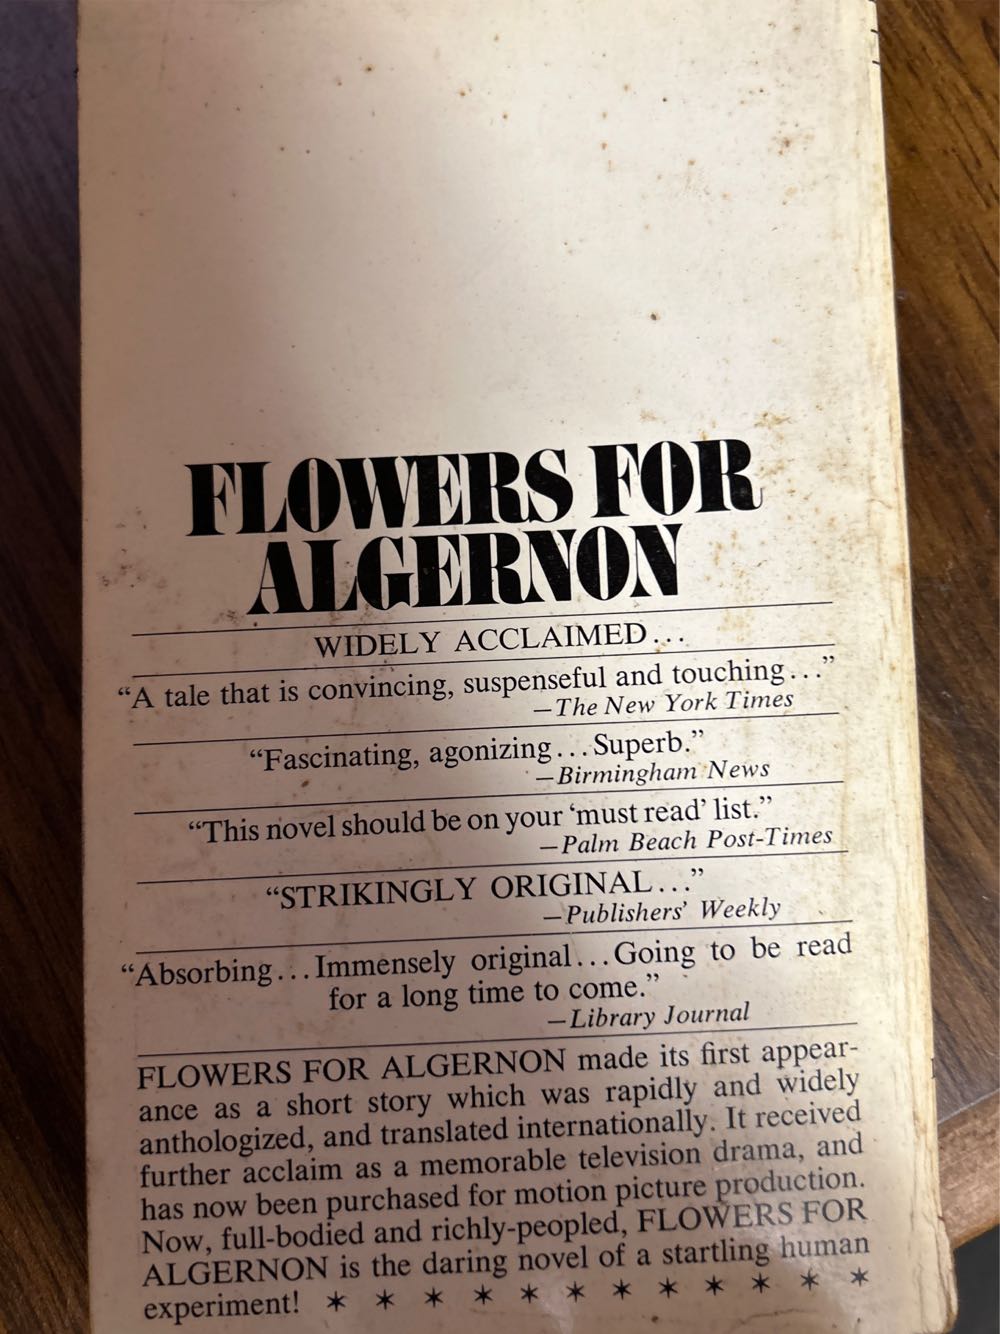 FLOWERS FOR
ALGERNON
WIDELY ACCLAIMED...
“A tale that is convincing, suspenseful and touching...”
—The New York Times
“Fascinating, agonizing...Superb.”
—Birmingham News
“This novel should be on your ‘must read’ list.”
—Palm Beach Post-Times
“STRIKINGLY ORIGINAL...”
—Publishers’ Weekly
“Absorbing...Immensely original...Going to be read
for a long time to come.”
—Library Journal
FLOWERS FOR ALGERNON made its first appear-
ance as a short story which was rapidly and widely
anthologized, and translated internationally. It received
further acclaim as a memorable television drama, and
has now been purchased for motion picture production.
Now, full-bodied and richly-peopled, FLOWERS FOR
ALGERNON is the daring novel of a startling human
experiment! * * * * * * * * * * * *